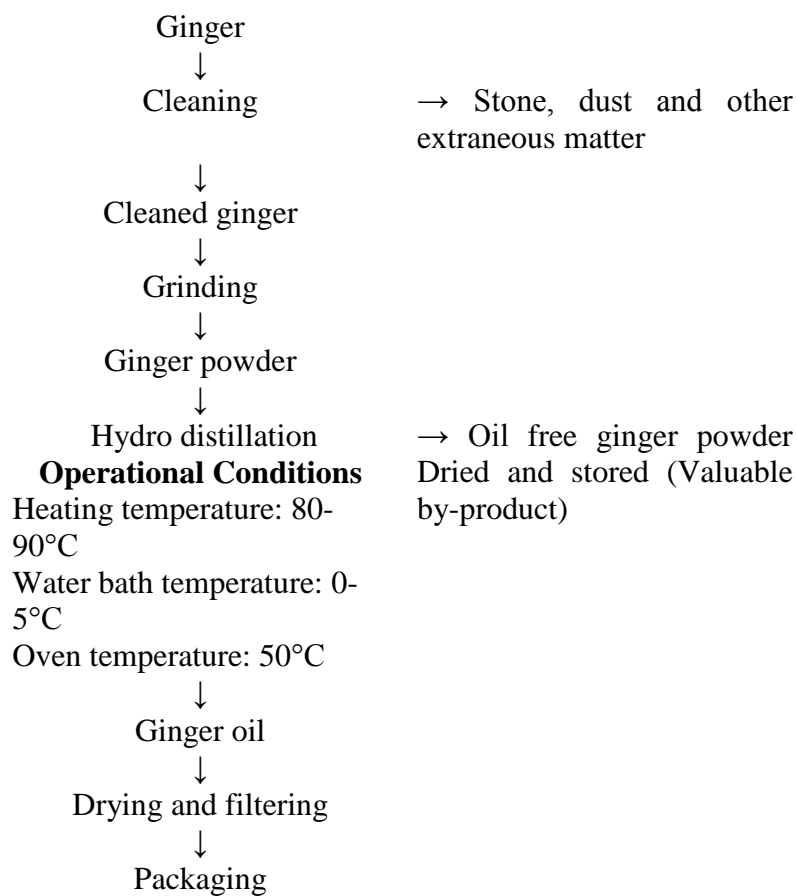 Ginger
↓
Cleaning
→ Stone, dust and other
extraneous matter
↓
Cleaned ginger
↓
Grinding
↓
Ginger powder
↓
Hydro distillation
→ Oil free ginger powder
Operational Conditions
Dried and stored (Valuable
Heating temperature: 80-
by-product)
90°C
Water bath temperature: 0-
5°C
Oven temperature: 50°C
↓
Ginger oil
↓
Drying and filtering
↓
Packaging